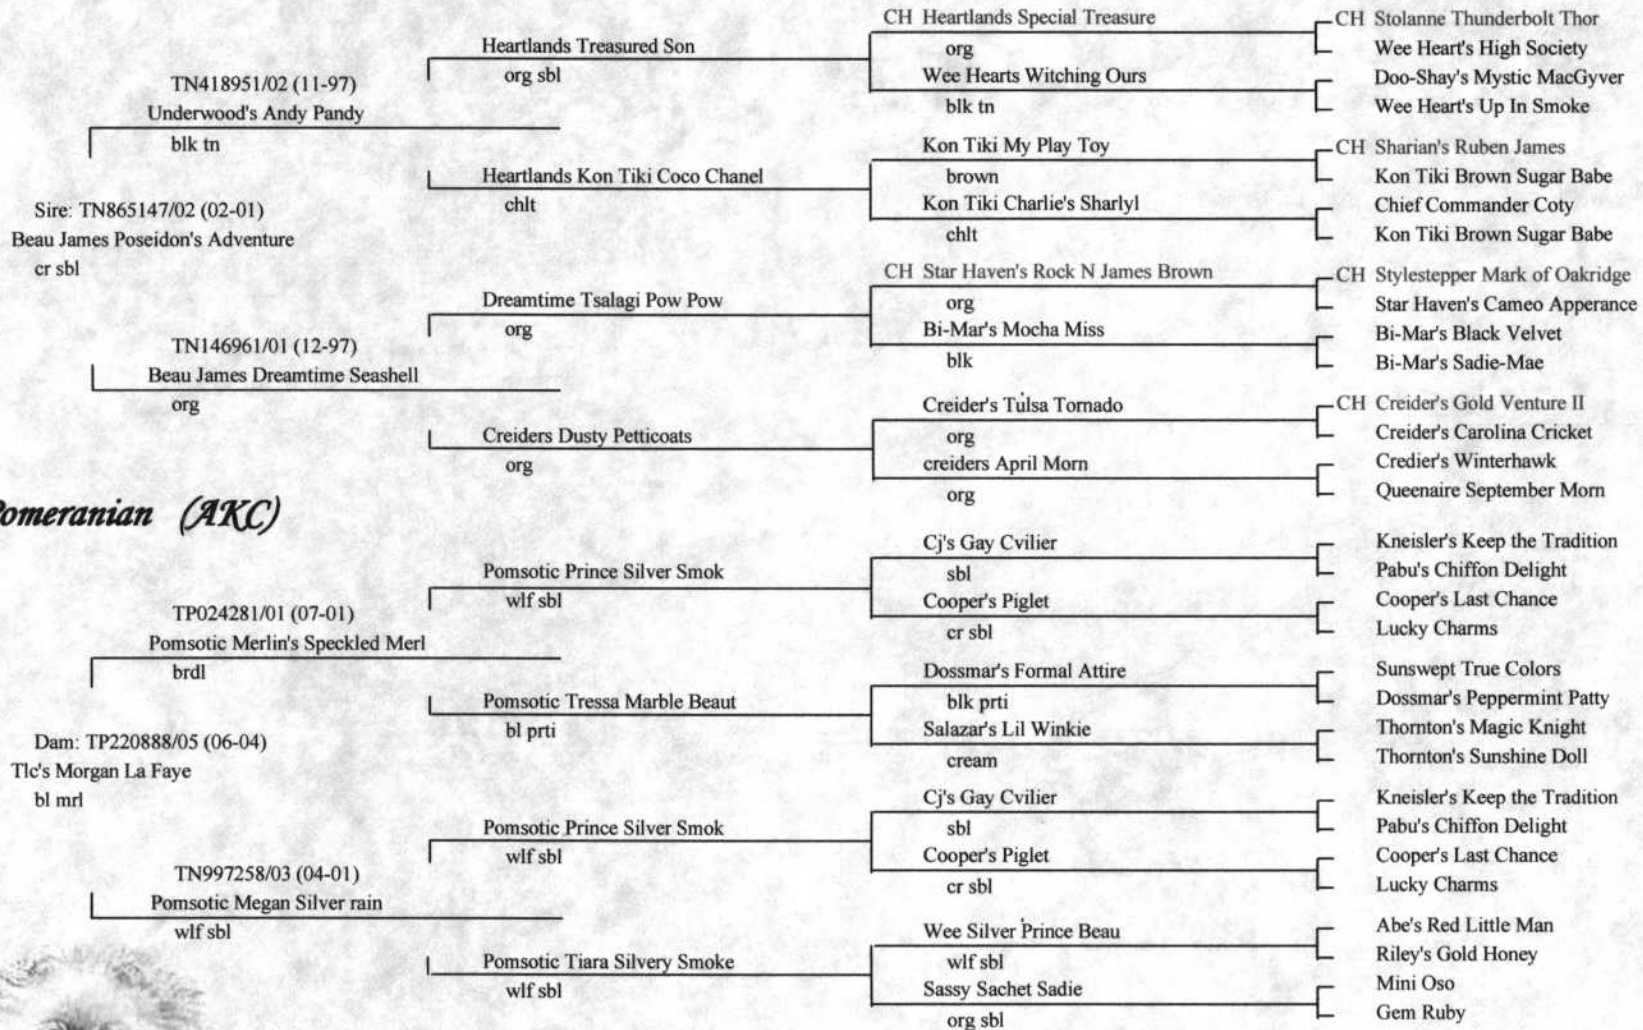 CH Heartlands Special Treasure
org
CH Stolanne Thunderbolt Thor
Wee Heart's High Society
Heartlands Treasured Son
org sbl
Wee Hearts Witching Ours
blk tn
Doo-Shay's Mystic MacGyver
Wee Heart's Up In Smoke
TN418951/02 (11-97)
Underwood's Andy Pandy
blk tn
Kon Tiki My Play Toy
brown
CH Sharian's Ruben James
Kon Tiki Brown Sugar Babe
Heartlands Kon Tiki Coco Chanel
chlt
Kon Tiki Charlie's Sharlyl
chlt
Chief Commander Coty
Kon Tiki Brown Sugar Babe
Sire: TN865147/02 (02-01)
Beau James Poseidon's Adventure
cr sbl
CH Star Haven's Rock N James Brown
org
CH Stylestepper Mark of Oakridge
Star Haven's Cameo Apperance
Dreamtime Tsalagi Pow Pow
org
Bi-Mar's Mocha Miss
blk
Bi-Mar's Black Velvet
Bi-Mar's Sadie-Mae
TN146961/01 (12-97)
Beau James Dreamtime Seashell
org
Creider's Tulsa Tornado
org
CH Creider's Gold Venture II
Creider's Carolina Cricket
Creiders Dusty Petticoats
org
creiders April Morn
org
Credier's Winterhawk
Queenaire September Morn
Pomeranian (AKC)
Cj's Gay Cvilier
sbl
Kneisler's Keep the Tradition
Pabu's Chiffon Delight
Pomsotic Prince Silver Smok
wlf sbl
Cooper's Piglet
cr sbl
Cooper's Last Chance
Lucky Charms
TP024281/01 (07-01)
Pomsotic Merlin's Speckled Merl
brdl
Dossmar's Formal Attire
blk prti
Sunswept True Colors
Dossmar's Peppermint Patty
Pomsotic Tressa Marble Beaut
bl prti
Salazar's Lil Winkie
cream
Thornton's Magic Knight
Thornton's Sunshine Doll
Dam: TP220888/05 (06-04)
Tlc's Morgan La Faye
bl mrl
Cj's Gay Cvilier
sbl
Kneisler's Keep the Tradition
Pabu's Chiffon Delight
Pomsotic Prince Silver Smok
wlf sbl
Cooper's Piglet
cr sbl
Cooper's Last Chance
Lucky Charms
TN997258/03 (04-01)
Pomsotic Megan Silver rain
wlf sbl
Wee Silver Prince Beau
wlf sbl
Abe's Red Little Man
Riley's Gold Honey
Pomsotic Tiara Silvery Smoke
wlf sbl
Sassy Sachet Sadie
org sbl
Mini Oso
Gem Ruby